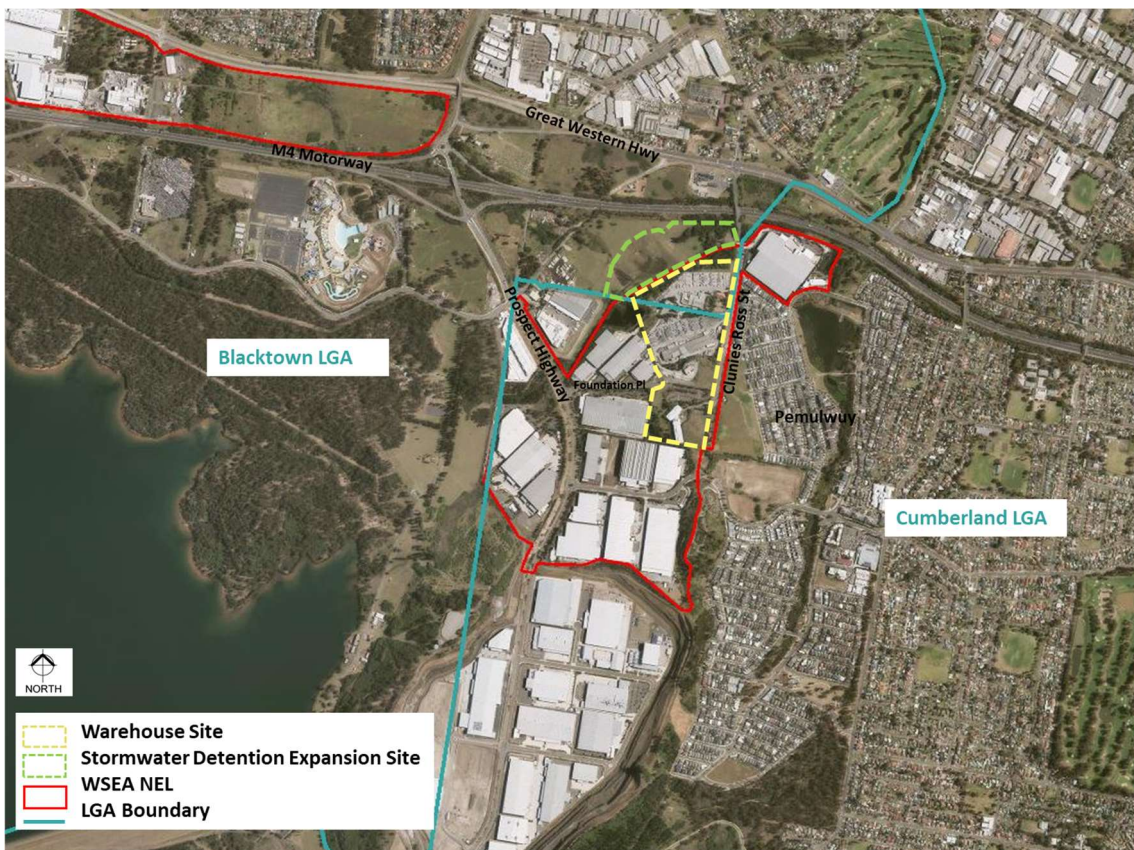 Great Western Hwy
M4 Motorway
Prospect Highway
Clunies Ross St
Blacktown LGA
Foundation Pl
Pemulwuy
Cumberland LGA
NORTH
Warehouse Site
Stormwater Detention Expansion Site
WSEA NEL
LGA Boundary